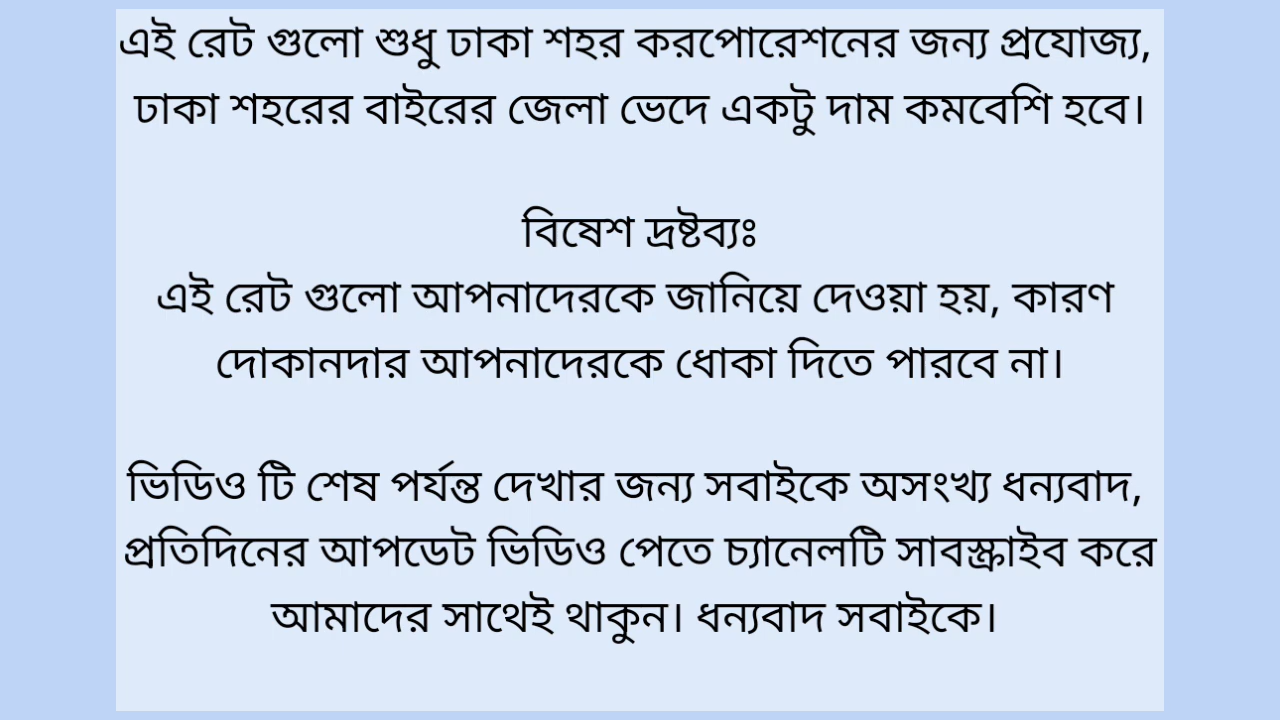 এই রেট গুলো শুধু ঢাকা শহর করপোরেশনের জন্য প্রযোজ্য,
ঢাকা শহরের বাইরের জেলা ভেদে একটু দাম কমবেশি হবে।
বিষেশ দ্রষ্টব্যঃ
এই রেট গুলো আপনাদেরকে জানিয়ে দেওয়া হয়, কারণ
দোকানদার আপনাদেরকে ধোকা দিতে পারবে না।
ভিডিও টি শেষ পর্যন্ত দেখার জন্য সবাইকে অসংখ্য ধন্যবাদ,
প্রতিদিনের আপডেট ভিডিও পেতে চ্যানেলটি সাবস্ক্রাইব করে
আমাদের সাথেই থাকুন। ধন্যবাদ সবাইকে।